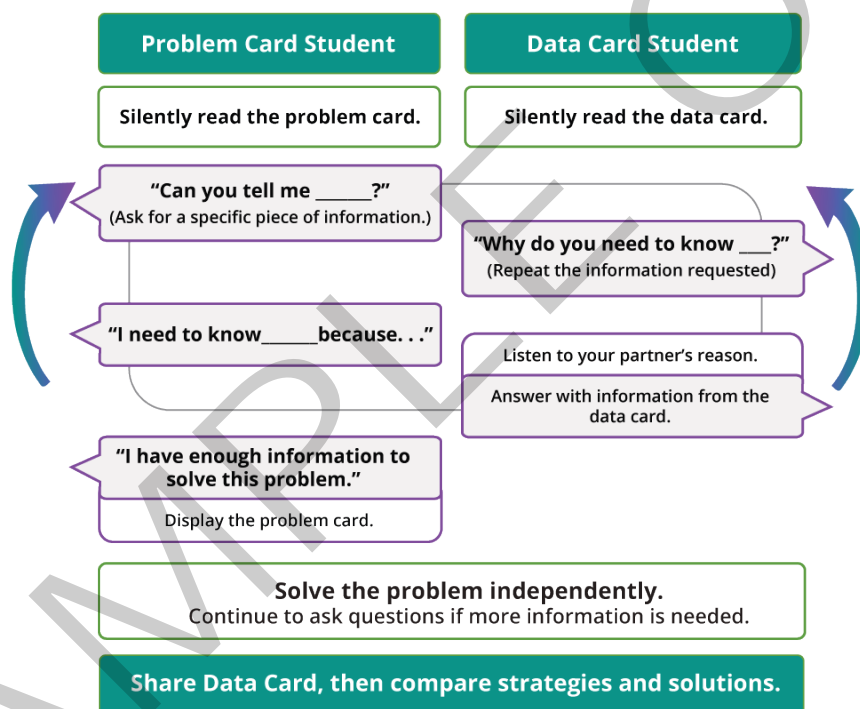 Problem Card Student
Data Card Student
Silently read the problem card.
Silently read the data card.
“Can you tell me ______?”
(Ask for a specific piece of information.)
“Why do you need to know ____?”
(Repeat the information requested)
“I need to know______because. . .”
Listen to your partner’s reason.
Answer with information from the
data card.
“I have enough information to
solve this problem.”
Display the problem card.
Solve the problem independently.
Continue to ask questions if more information is needed.
Share Data Card, then compare strategies and solutions.
AMPLE